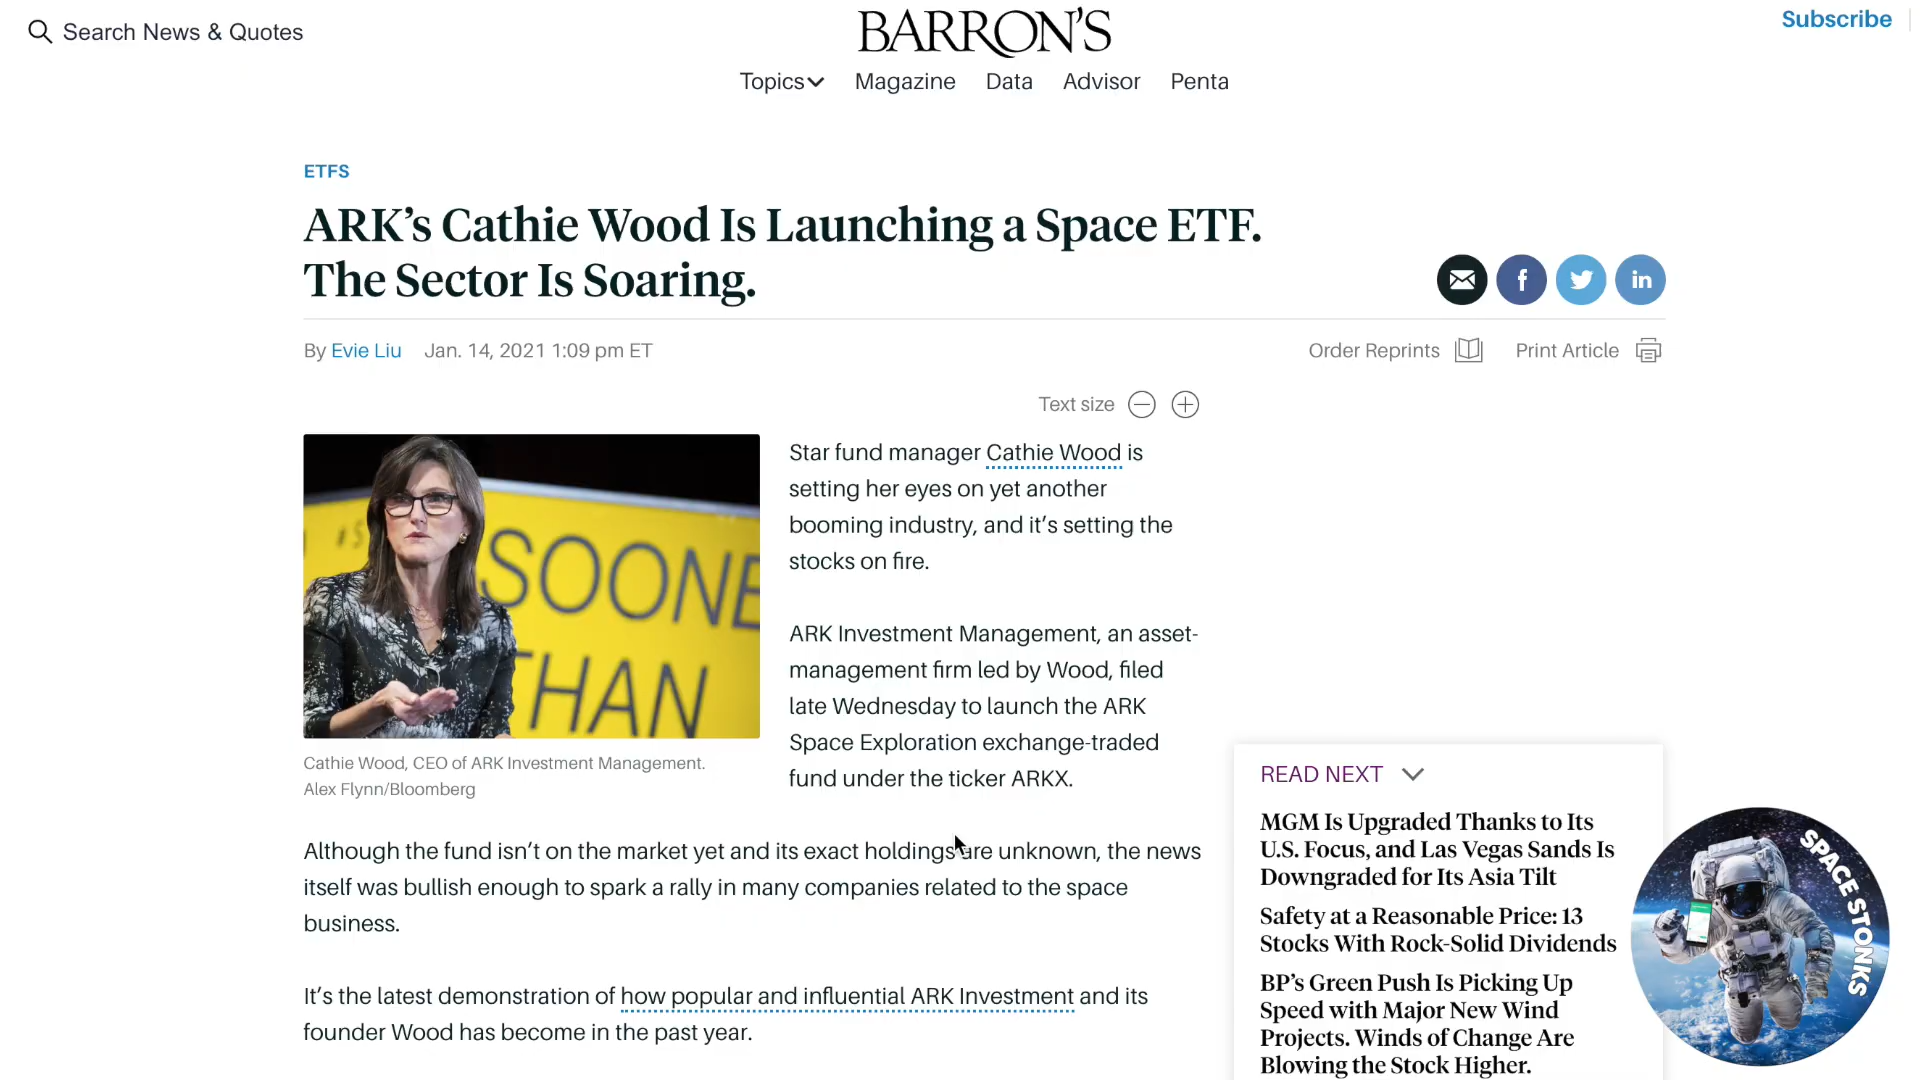 Search News & Quotes
BARRON'S
Subscribe
Topics Magazine Data Advisor Penta
ETFS
ARK's Cathie Wood Is Launching a Space ETF.
The Sector Is Soaring.
By Evie Liu Jan. 14, 2021 1:09 pm ET
Order Reprints Print Article
Text size
#S
SOONE
THAN
Cathie Wood, CEO of ARK Investment Management.
Alex Flynn/Bloomberg
Star fund manager Cathie Wood is
setting her eyes on yet another
booming industry, and it's setting the
stocks on fire.
ARK Investment Management, an asset-
management firm led by Wood, filed
late Wednesday to launch the ARK
Space Exploration exchange-traded
fund under the ticker ARKX.
Although the fund isn't on the market yet and its exact holdings are unknown, the news
itself was bullish enough to spark a rally in many companies related to the space
business.
It's the latest demonstration of how popular and influential ARK Investment and its
founder Wood has become in the past year.
READ NEXT
MGM Is Upgraded Thanks to Its
U.S. Focus, and Las Vegas Sands Is
Downgraded for Its Asia Tilt
Safety at a Reasonable Price: 13
Stocks With Rock-Solid Dividends
BP's Green Push Is Picking Up
Speed with Major New Wind
Projects. Winds of Change Are
Blowing the Stock Higher.
SPACE STONKS